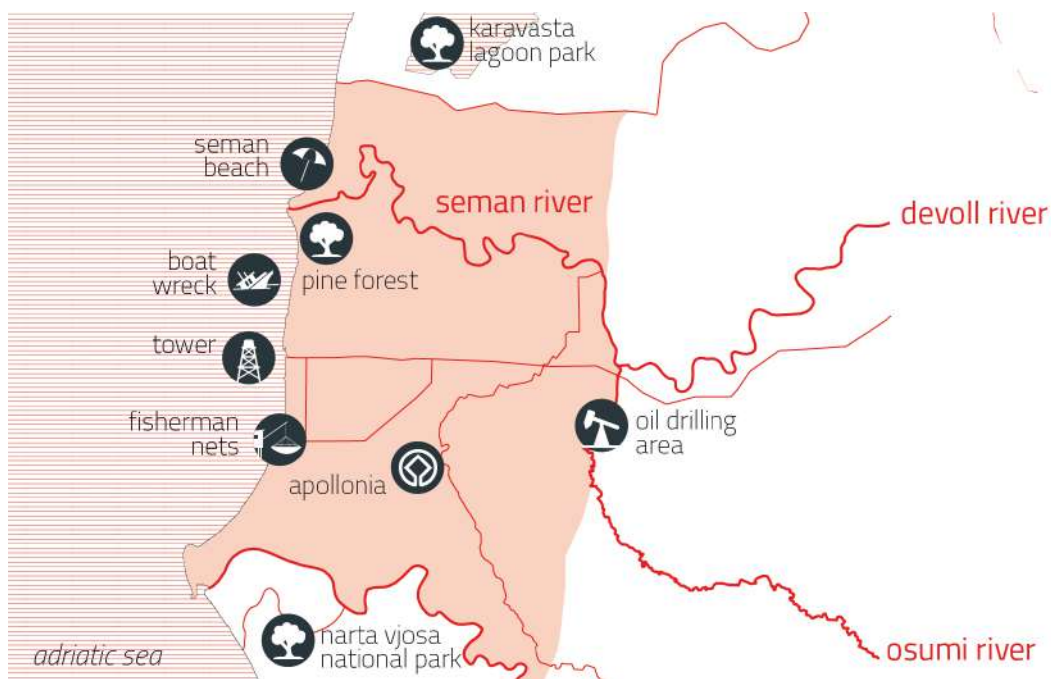 karavasta
lagoon park
seman
beach
seman river
devoll river
boat
wreck
pine forest
tower
fisherman
nets
oil drilling
area
apollonia
narta vjosa
national park
adriatic sea
osumi river